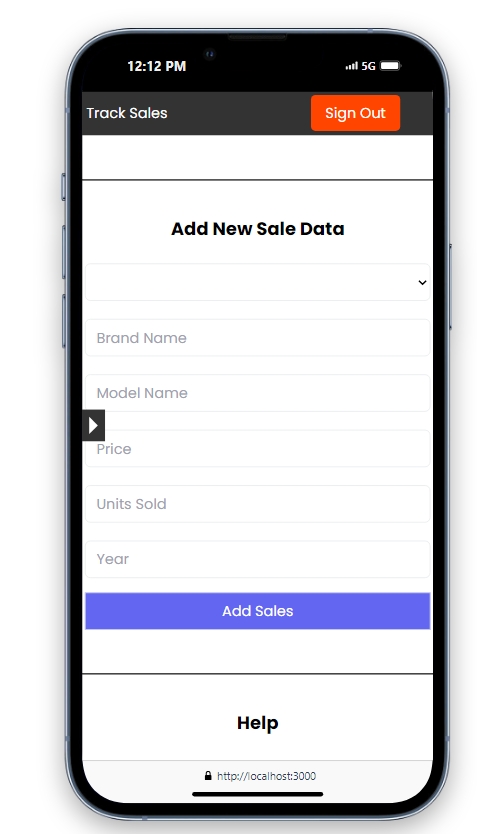 12:12 PM
5G
Track Sales
Sign Out
Add New Sale Data
Brand Name
Model Name
Price
Units Sold
Year
Add Sales
Help
http://localhost:3000